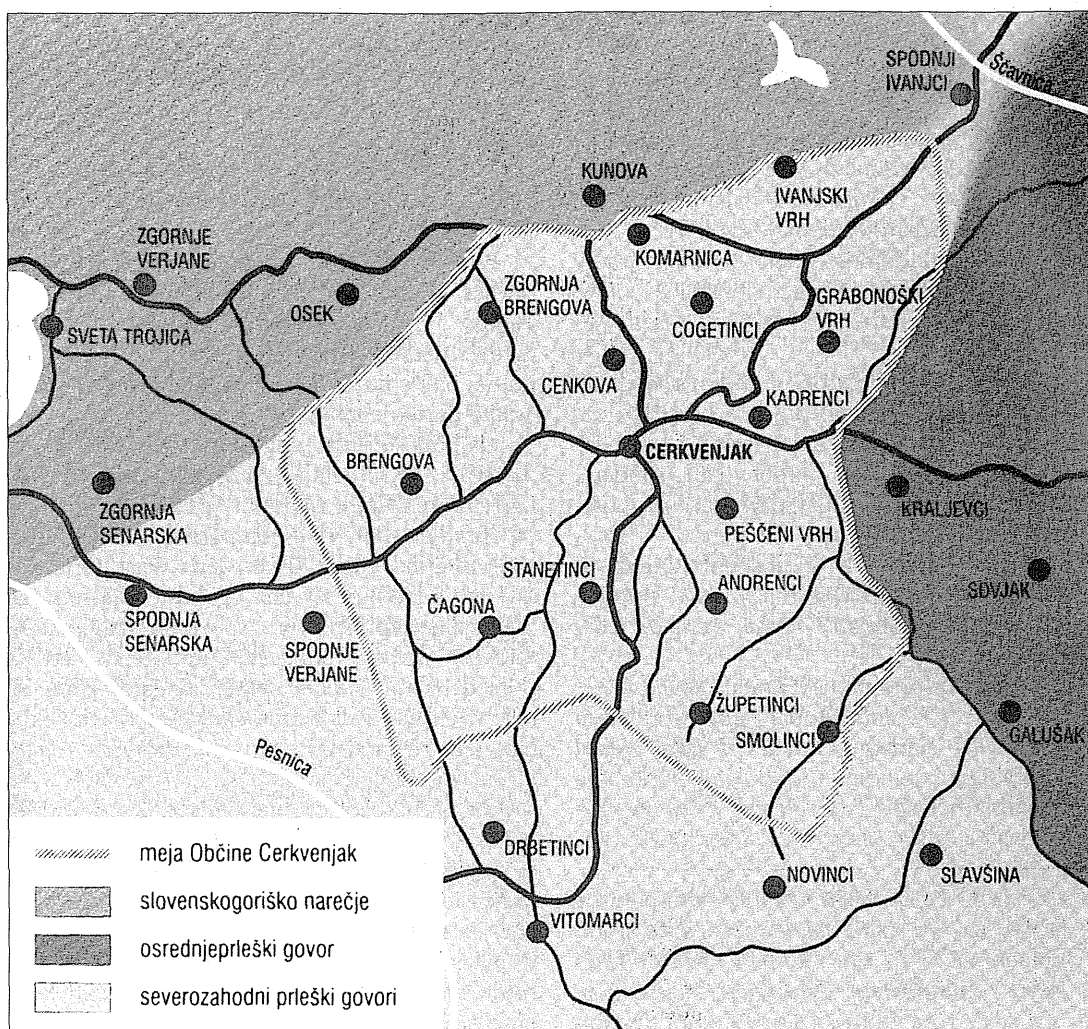 SPODNJI
IVANJCI
Ščavnica
KUNOVA
IVANJSKI
VRH
ZGORNJE
VERJANE
KOMARNICA
OSEK
ZGORNJA
BRENGOVA
GRABONOŠKI
VRH
COGETINCI
SVETA TROJICA
CENKOVA
KADRENCI
CERKVENJAK
BRENGOVA
ZGORNJA
SENARSKA
KRALJEVCI
PEŠČENI VRH
STANETINCI
ANDRENCI
SOVJAK
ČAGONA
SPODNJA
SENARSKA
SPODNJE
VERJANE
ŽUPETINCI
SMOLINCI
GALUŠAK
Pesnica
DRBETINCI
NOVINCI
SLAVŠINA
VITOMARCI
meja Občine Cerkvenjak
slovenskogoriško narečje
osrednjeprleški govor
severozahodni prleški govori